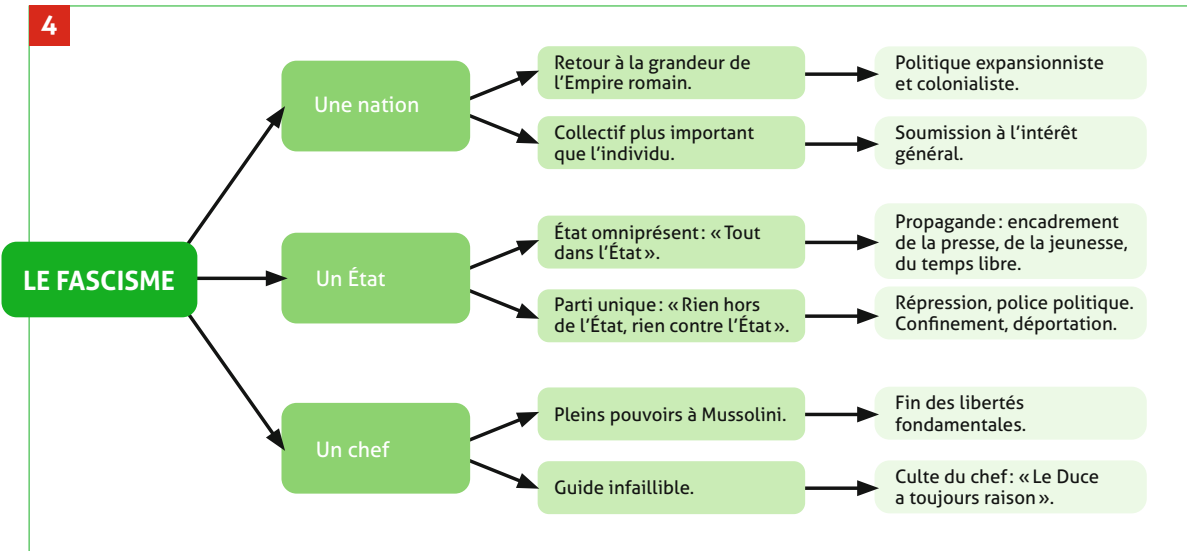 4
LE FASCISME
Une nation
Retour à la grandeur de
l’Empire romain.
Politique expansionniste
et colonialiste.
Collectif plus important
que l’individu.
Soumission à l’intérêt
général.
Un État
État omniprésent : « Tout
dans l’État ».
Propagande : encadrement
de la presse, de la jeunesse,
du temps libre.
Parti unique : « Rien hors
de l’État, rien contre l’État ».
Répression, police politique.
Confinement, déportation.
Un chef
Pleins pouvoirs à Mussolini.
Fin des libertés
fondamentales.
Guide infaillible.
Culte du chef : « Le Duce
a toujours raison ».